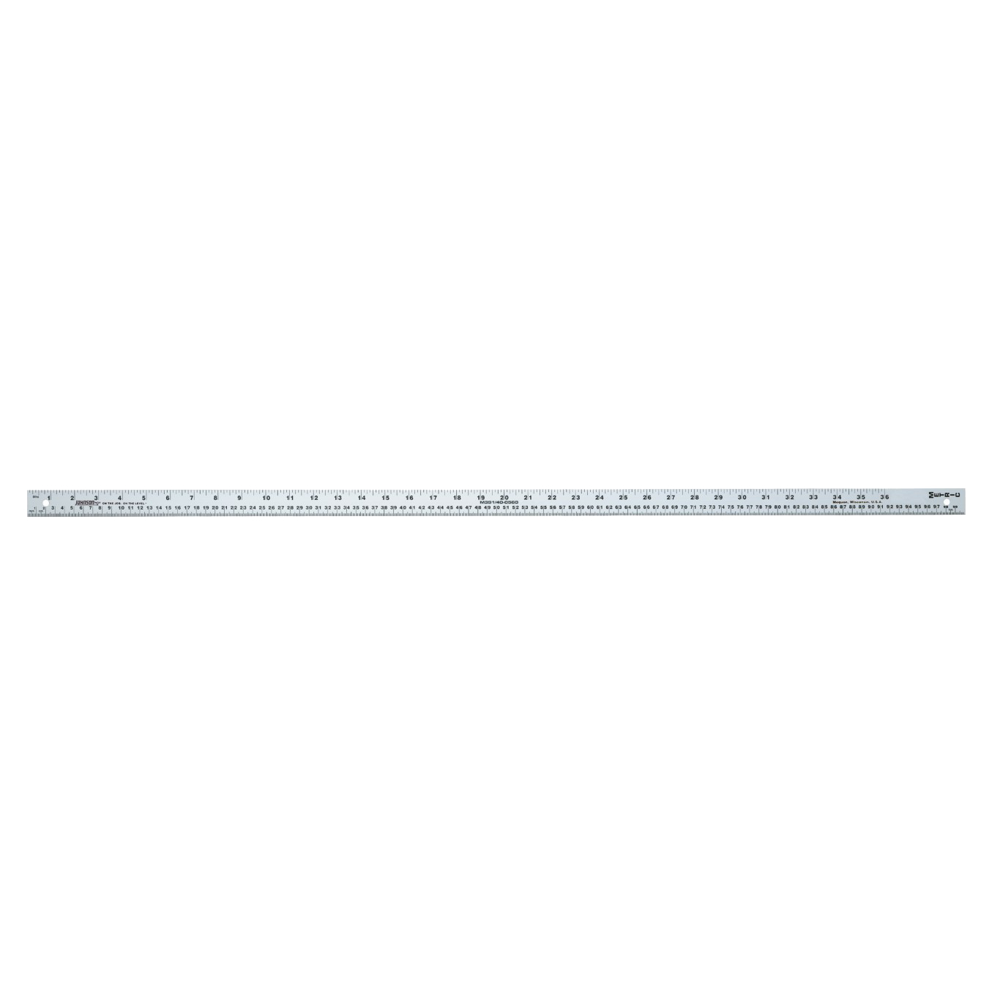 8ths 1 2 3 4 5 6 7 8 9 10 11 12 13 14 15 16 17 18 19 20 21 22 23 24 25 26 27 28 29 30 31 32 33 34 35 36 METRIC
JOHNSON ON THE JOB. ON THE LEVEL. Mequon, Wisconsin, U.S.A.
1 2 3 4 5 6 7 8 9 10 11 12 13 14 15 16 17 18 19 20 21 22 23 24 25 26 27 28 29 30 31 32 33 34 35 36 37 38 39 40 41 42 43 44 45 46 47 48 49 50 51 52 53 54 55 56 57 58 59 60 61 62 63 64 65 66 67 68 69 70 71 72 73 74 75 76 77 78 79 80 81 82 83 84 85 86 87 88 89 90 91 92 93 94 95 96 97 98 99